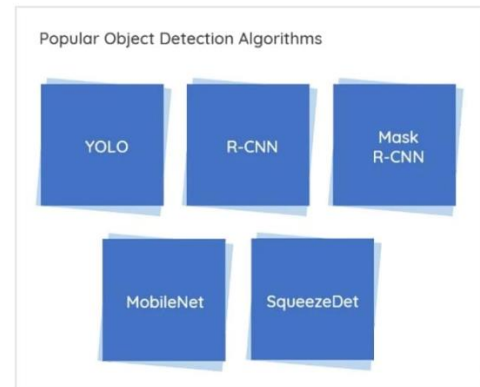 Popular Object Detection Algorithms
YOLO
R-CNN
Mask
R-CNN
MobileNet
SqueezeDet